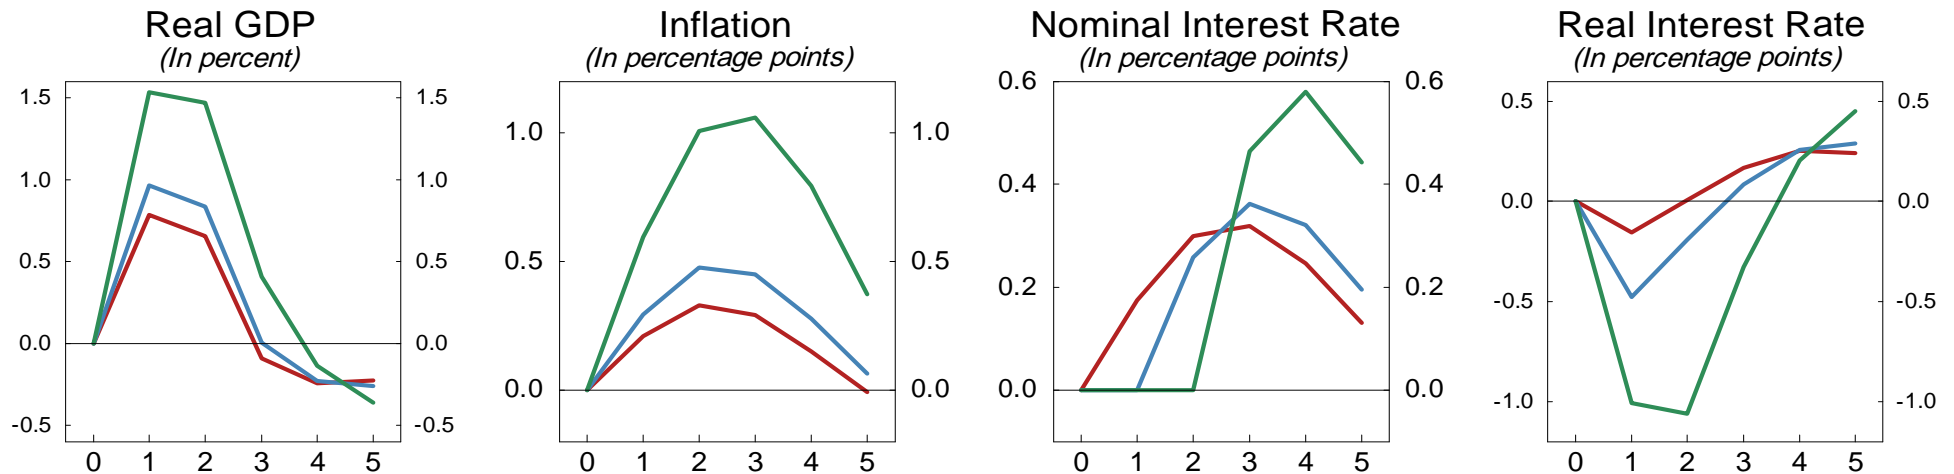 Real GDP
(In percent)
1.5 1.5
1.0 1.0
0.5 0.5
0.0 0.0
-0.5 -0.5
0 1 2 3 4 5
Inflation
(In percentage points)
1.0 1.0
0.5 0.5
0.0 0.0
0 1 2 3 4 5
Nominal Interest Rate
(In percentage points)
0.6 0.6
0.4 0.4
0.2 0.2
0.0 0.0
0 1 2 3 4 5
Real Interest Rate
(In percentage points)
0.5 0.5
0.0 0.0
-0.5 -0.5
-1.0 -1.0
0 1 2 3 4 5